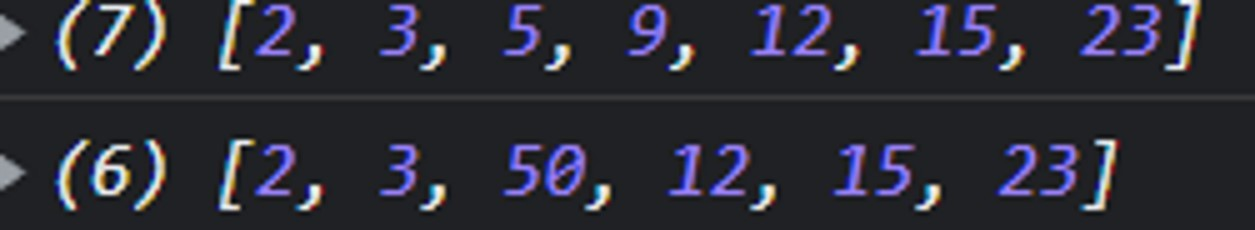 (7) [2, 3, 5, 9, 12, 15, 23]
(6) [2, 3, 50, 12, 15, 23]